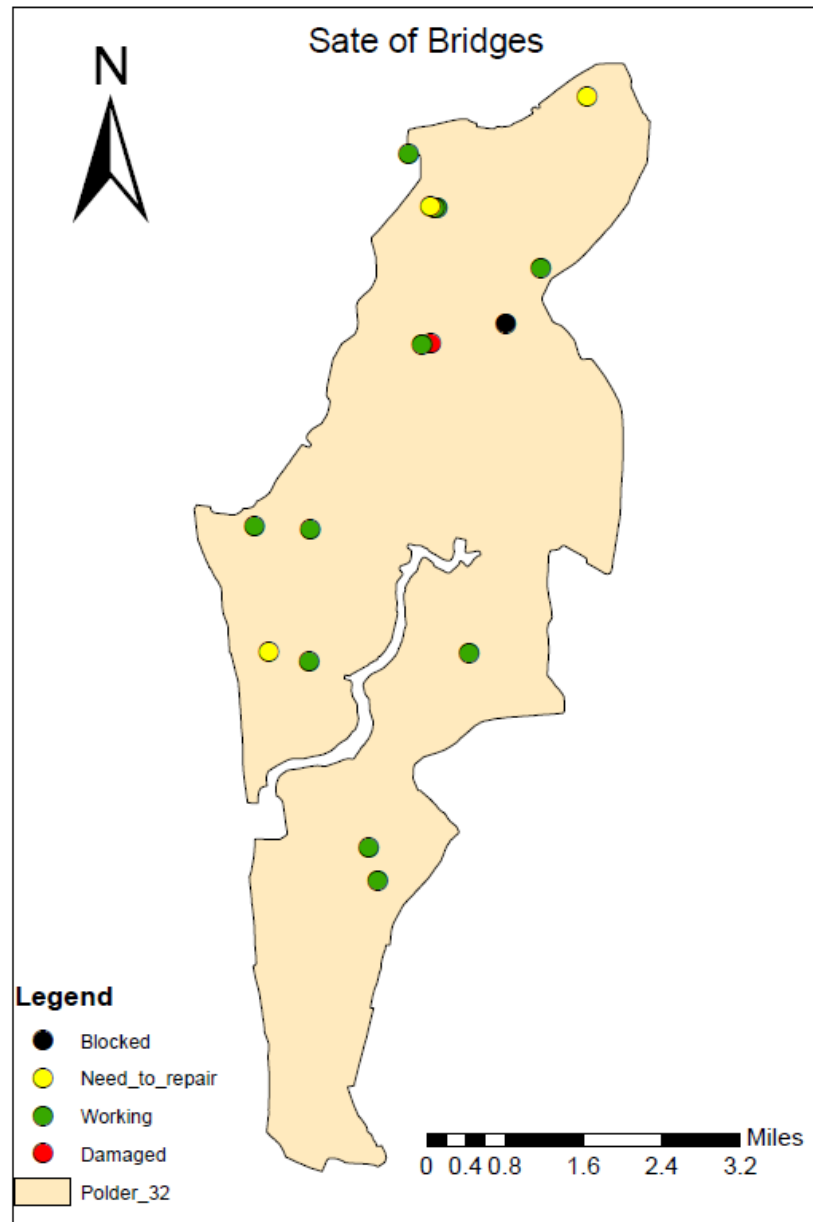 Sate of Bridges
N
Legend
Blocked
Need_to_repair
Working
Damaged
Polder_32
Miles
0 0.4 0.8 1.6 2.4 3.2